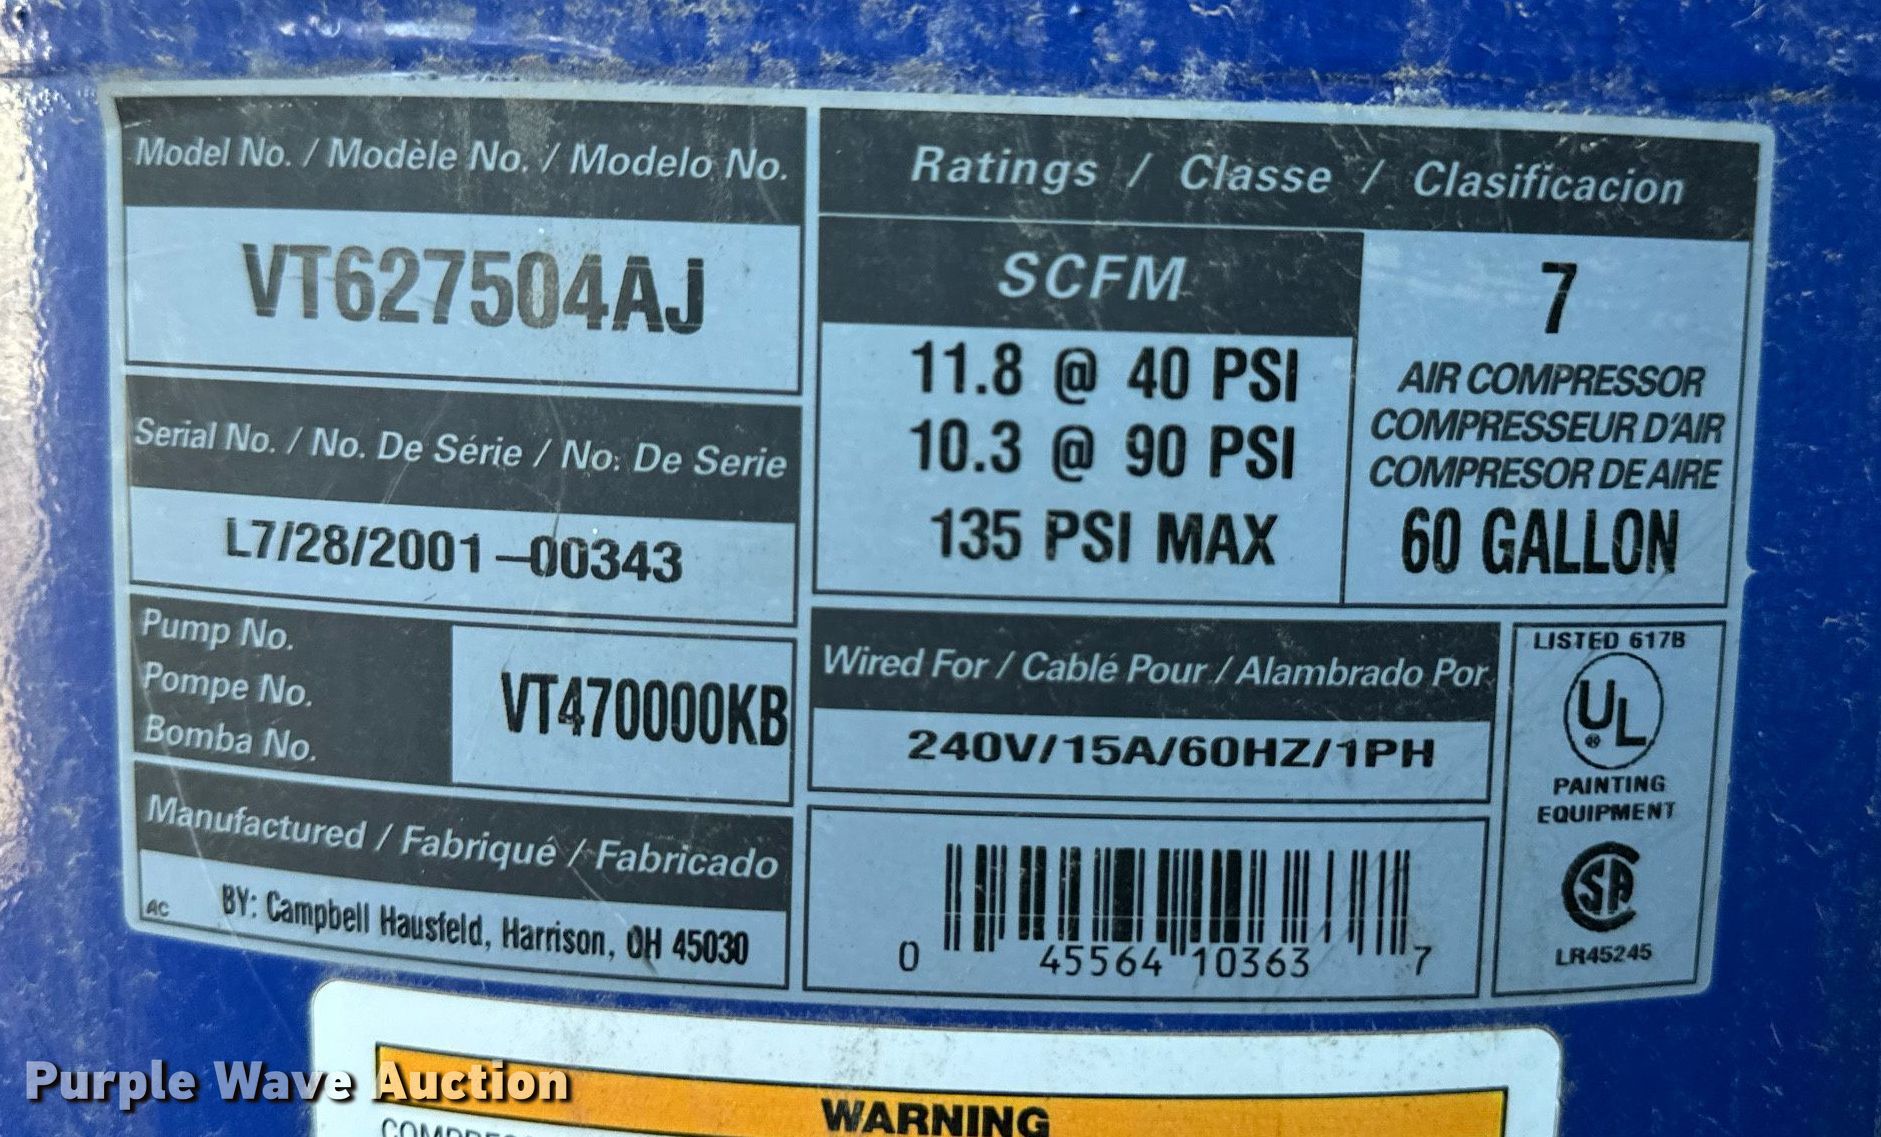 Model No. / Modèle No. / Modelo No.
VT627504AJ
Serial No. / No. De Série / No. De Serie
L7/28/2001-00343
Pump No.
Pompe No.
Bomba No.
VT470000KB
Manufactured / Fabriqué / Fabricado
AC
BY: Campbell Hausfeld, Harrison, OH 45030
Ratings / Classe / Clasificacion
SCFM
11.8 @ 40 PSI
10.3 @ 90 PSI
135 PSI MAX
7
AIR COMPRESSOR
COMPRESSEUR D'AIR
COMPRESOR DE AIRE
60 GALLON
Wired For / Cablé Pour / Alambrado Por
240V/15A/60HZ/1PH
0 45564 10363 7
LISTED 617B
UL
®
PAINTING
EQUIPMENT
SA
LR45245
WARNING
Purple Wave Auction